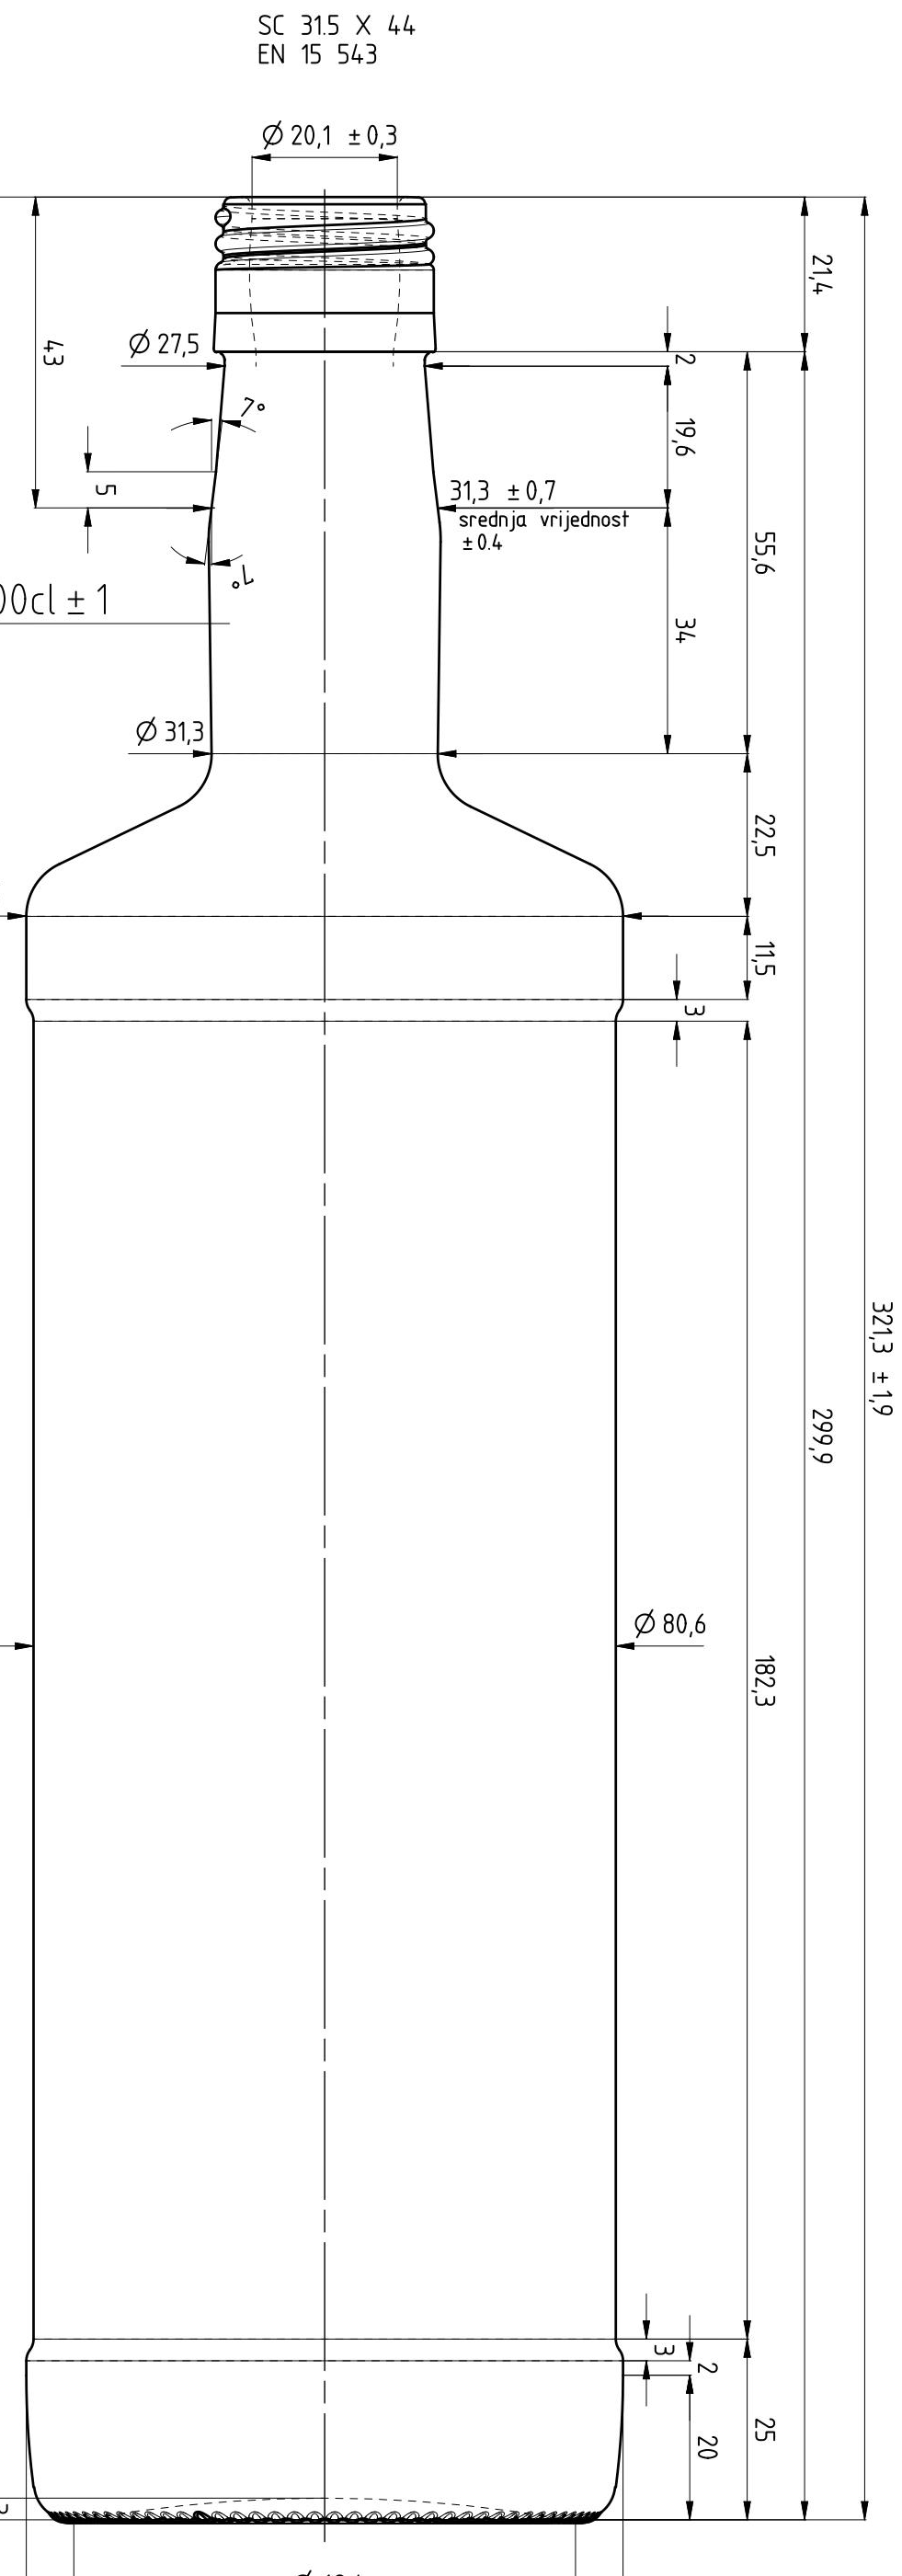 SC 31.5 X 44
EN 15 543
Ø 20,1 ± 0,3
21,4
43
Ø 27,5
2
7°
19,6
5
31,3 ± 0,7
srednja vrijednost
± 0.4
55,6
7°
00cl ± 1
34
Ø 31,3
22,5
11,5
3
321,3 ± 1,9
299,9
Ø 80,6
182,3
3
2
25
20